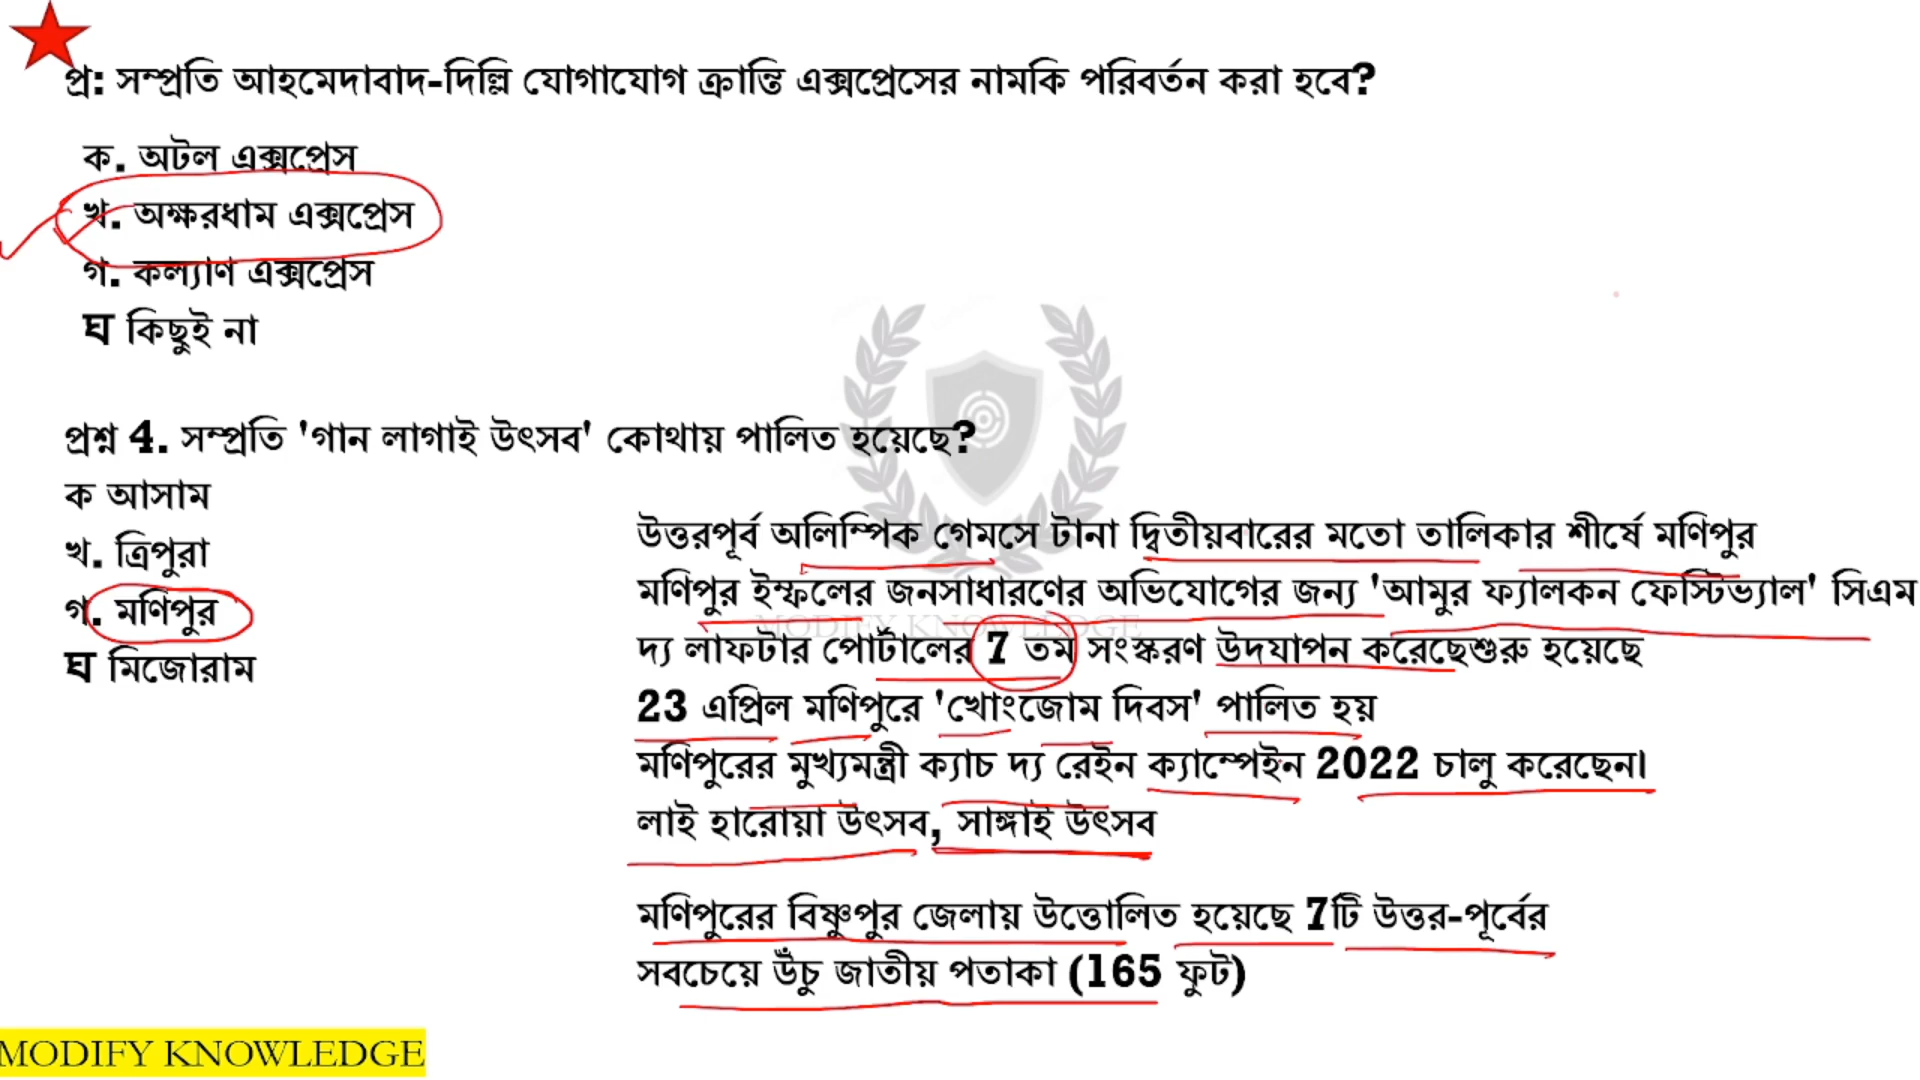 প্র: সম্প্রতি আহমেদাবাদ-দিল্লি যোগাযোগ ক্রান্তি এক্সপ্রেসের নামকি পরিবর্তন করা হবে?
ক. অটল এক্সপ্রেস
খ. অক্ষরধাম এক্সপ্রেস
গ. কল্যাণ এক্সপ্রেস
ঘ কিছুই না
প্রশ্ন 4. সম্প্রতি 'গান লাগাই উৎসব' কোথায় পালিত হয়েছে?
ক আসাম
খ. ত্রিপুরা
গ. মণিপুর
ঘ মিজোরাম
উত্তরপূর্ব অলিম্পিক গেমসে টানা দ্বিতীয়বারের মতো তালিকার শীর্ষে মণিপুর
মণিপুর ইম্ফলের জনসাধারণের অভিযোগের জন্য 'আমুর ফ্যালকন ফেস্টিভ্যাল' সিএম
দ্য লাফটার পোর্টালের 7 তম সংস্করণ উদযাপন করেছেশুরু হয়েছে
23 এপ্রিল মণিপুরে 'খোংজোম দিবস' পালিত হয়
মণিপুরের মুখ্যমন্ত্রী ক্যাচ দ্য রেইন ক্যাম্পেইন 2022 চালু করেছেন।
লাই হারোয়া উৎসব, সাঙ্গাই উৎসব
মণিপুরের বিষ্ণুপুর জেলায় উত্তোলিত হয়েছে 7টি উত্তর-পূর্বের
সবচেয়ে উঁচু জাতীয় পতাকা (165 ফুট)
MODIFY KNOWLEDGE
MODIFY KNOWLEDGE